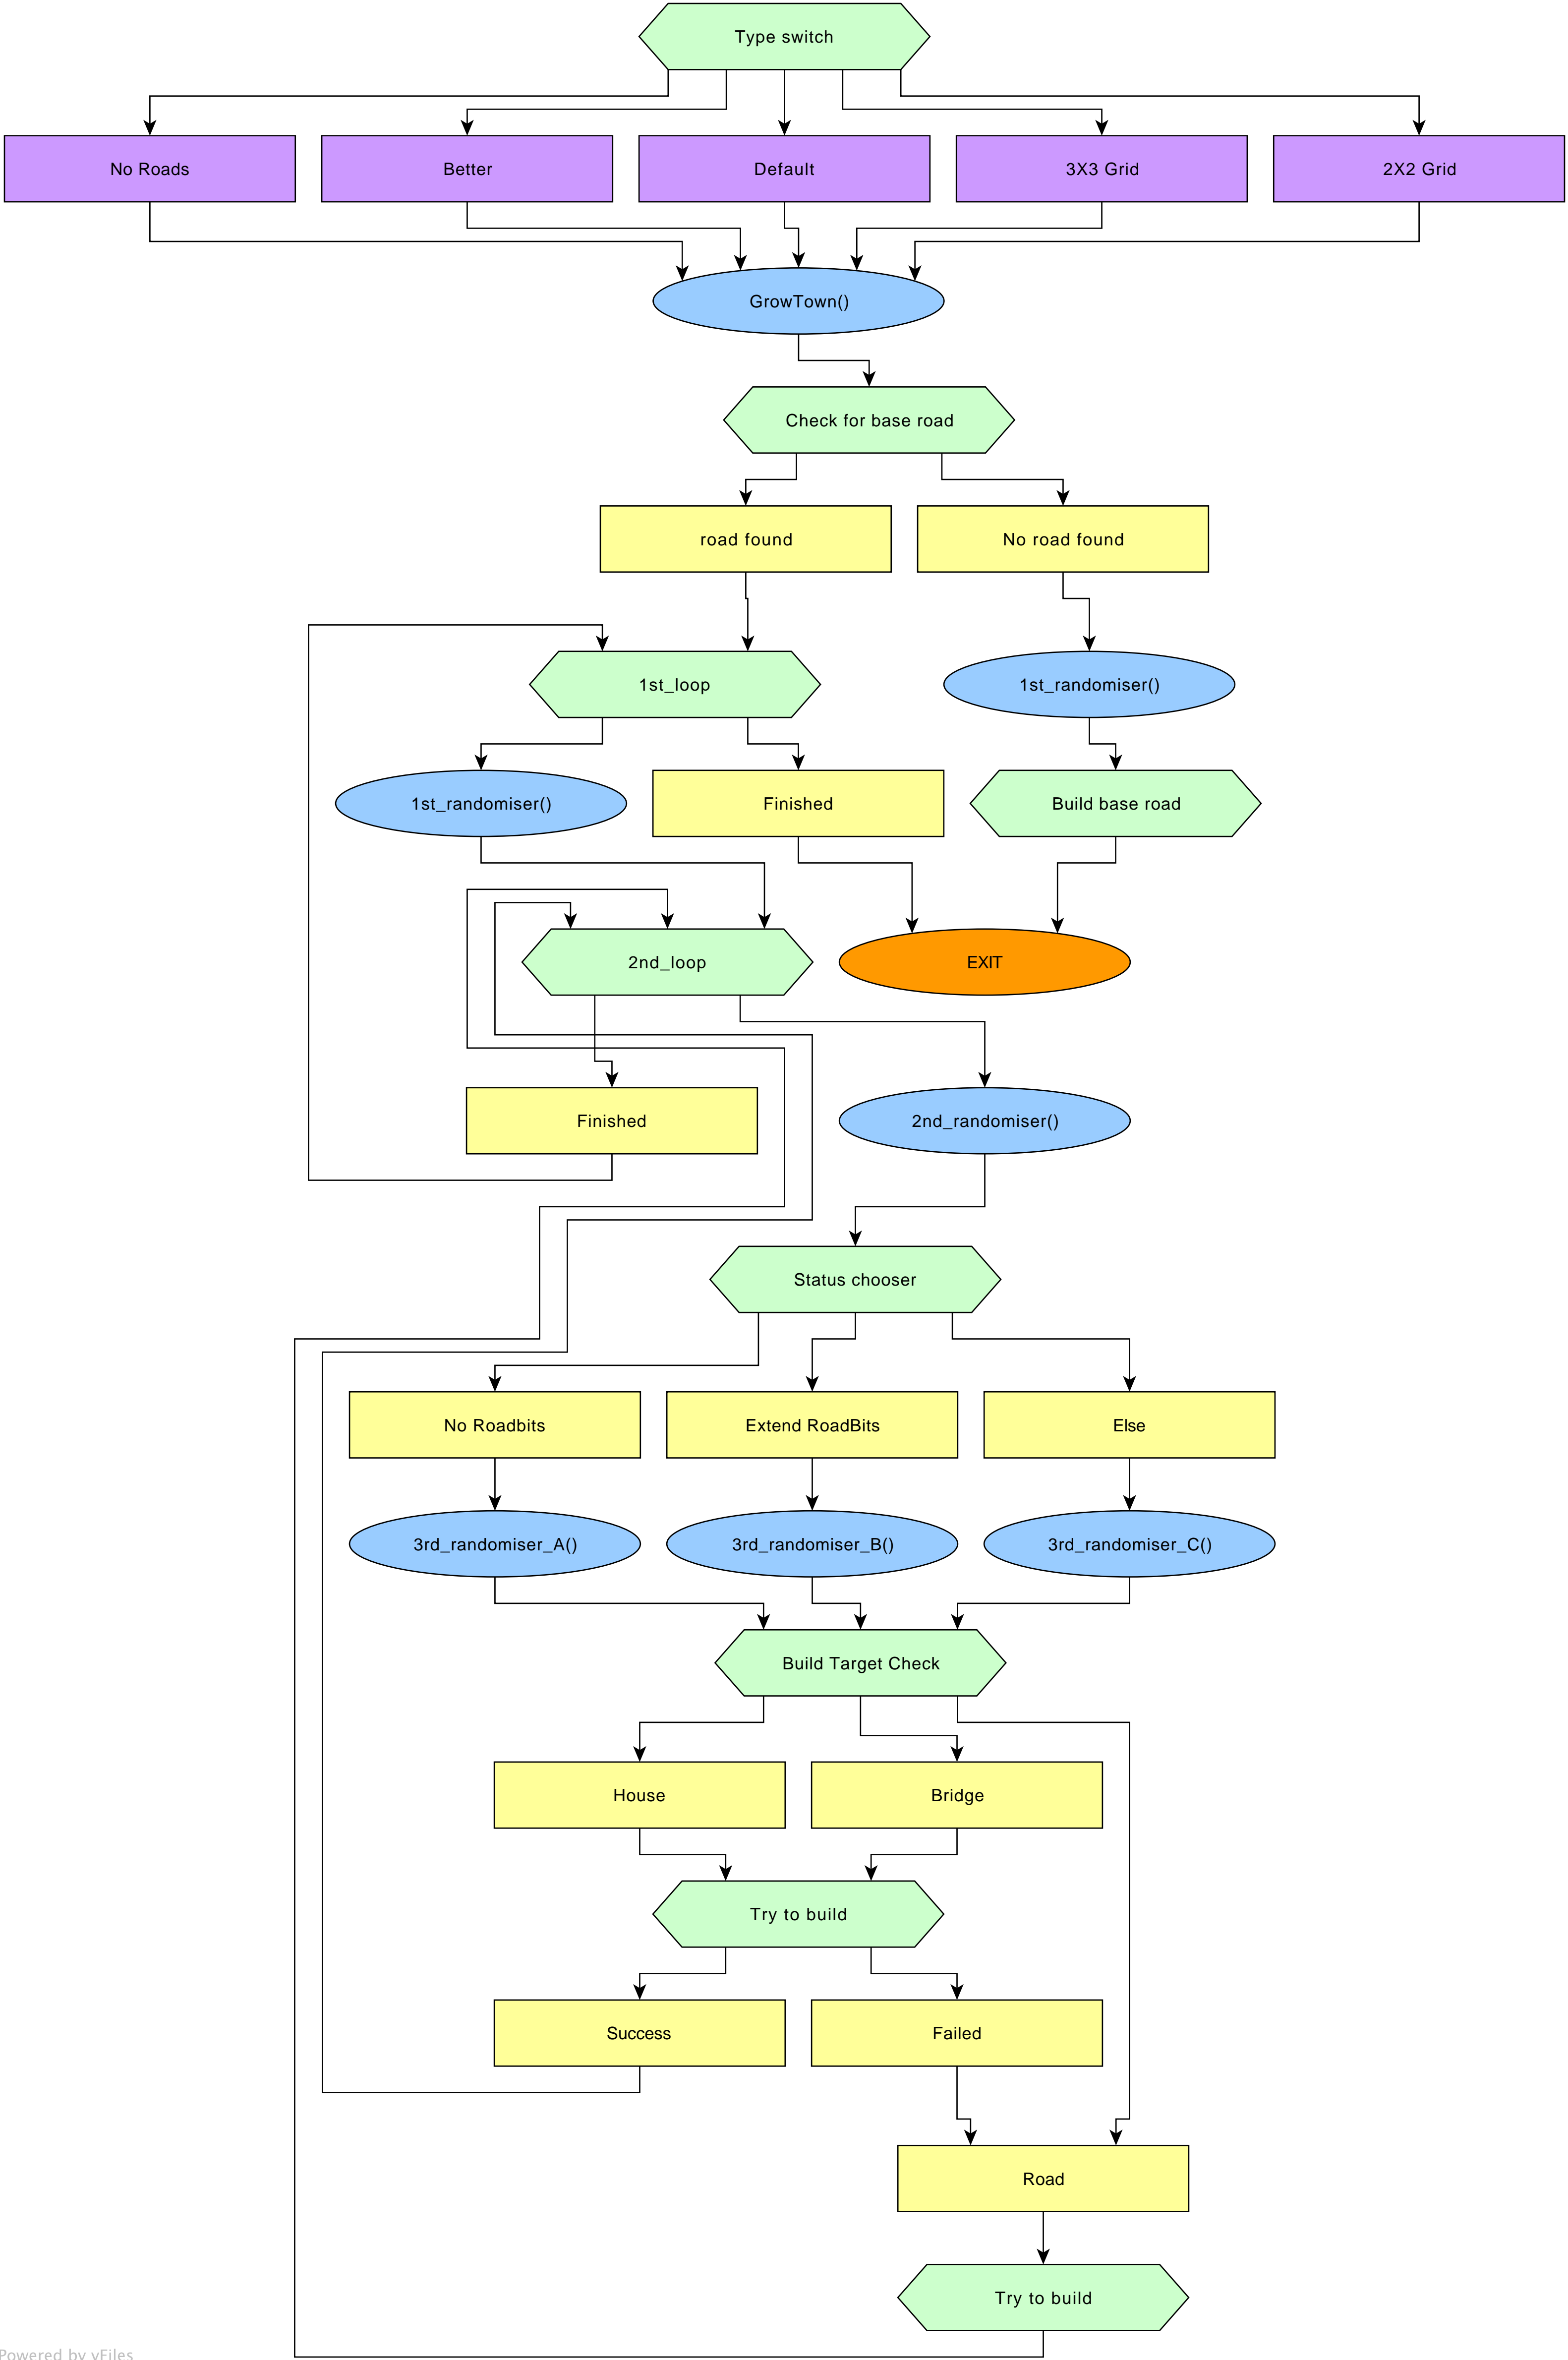 Type switch
No Roads
Better
Default
3X3 Grid
2X2 Grid
GrowTown()
Check for base road
road found
No road found
1st_loop
1st_randomiser()
1st_randomiser()
Finished
Build base road
2nd_loop
EXIT
Finished
2nd_randomiser()
Status chooser
No Roadbits
Extend RoadBits
Else
3rd_randomiser_A()
3rd_randomiser_B()
3rd_randomiser_C()
Build Target Check
House
Bridge
Try to build
Success
Failed
Road
Try to build
Powered by yFiles